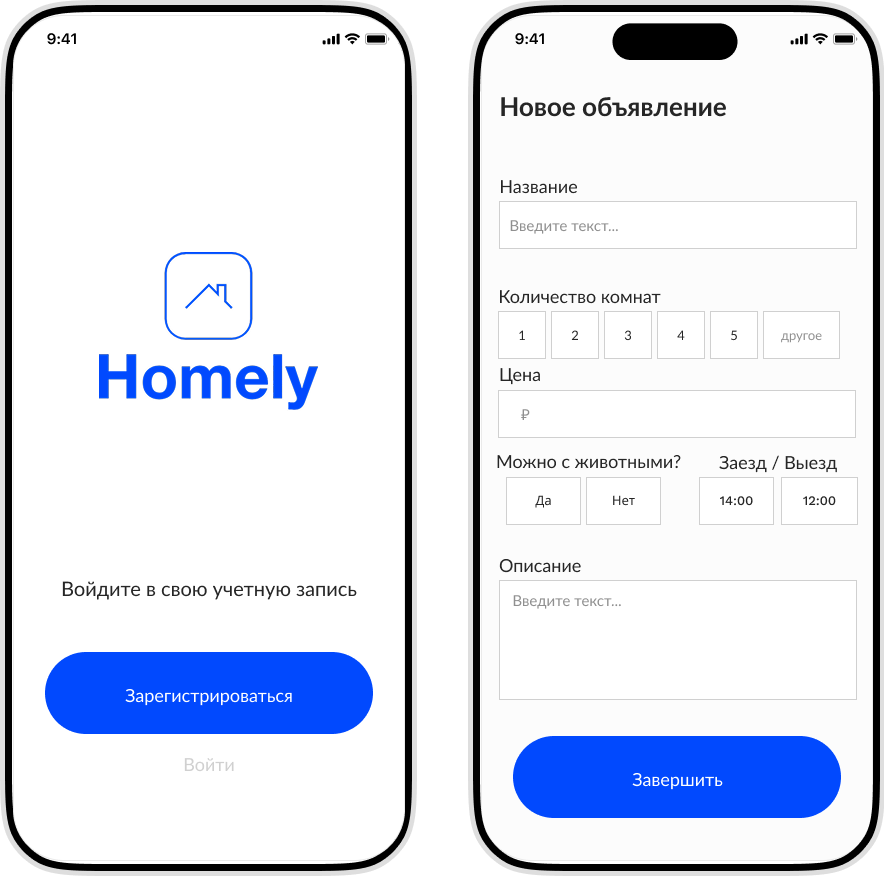 9:41
Homely
Войдите в свою учетную запись
Зарегистрироваться
Войти
9:41
Новое объявление
Название
Введите текст...
Количество комнат
1 2 3 4 5 другое
Цена
₽
Можно с животными? Заезд / Выезд
Да Нет 14:00 12:00
Описание
Введите текст...
Завершить